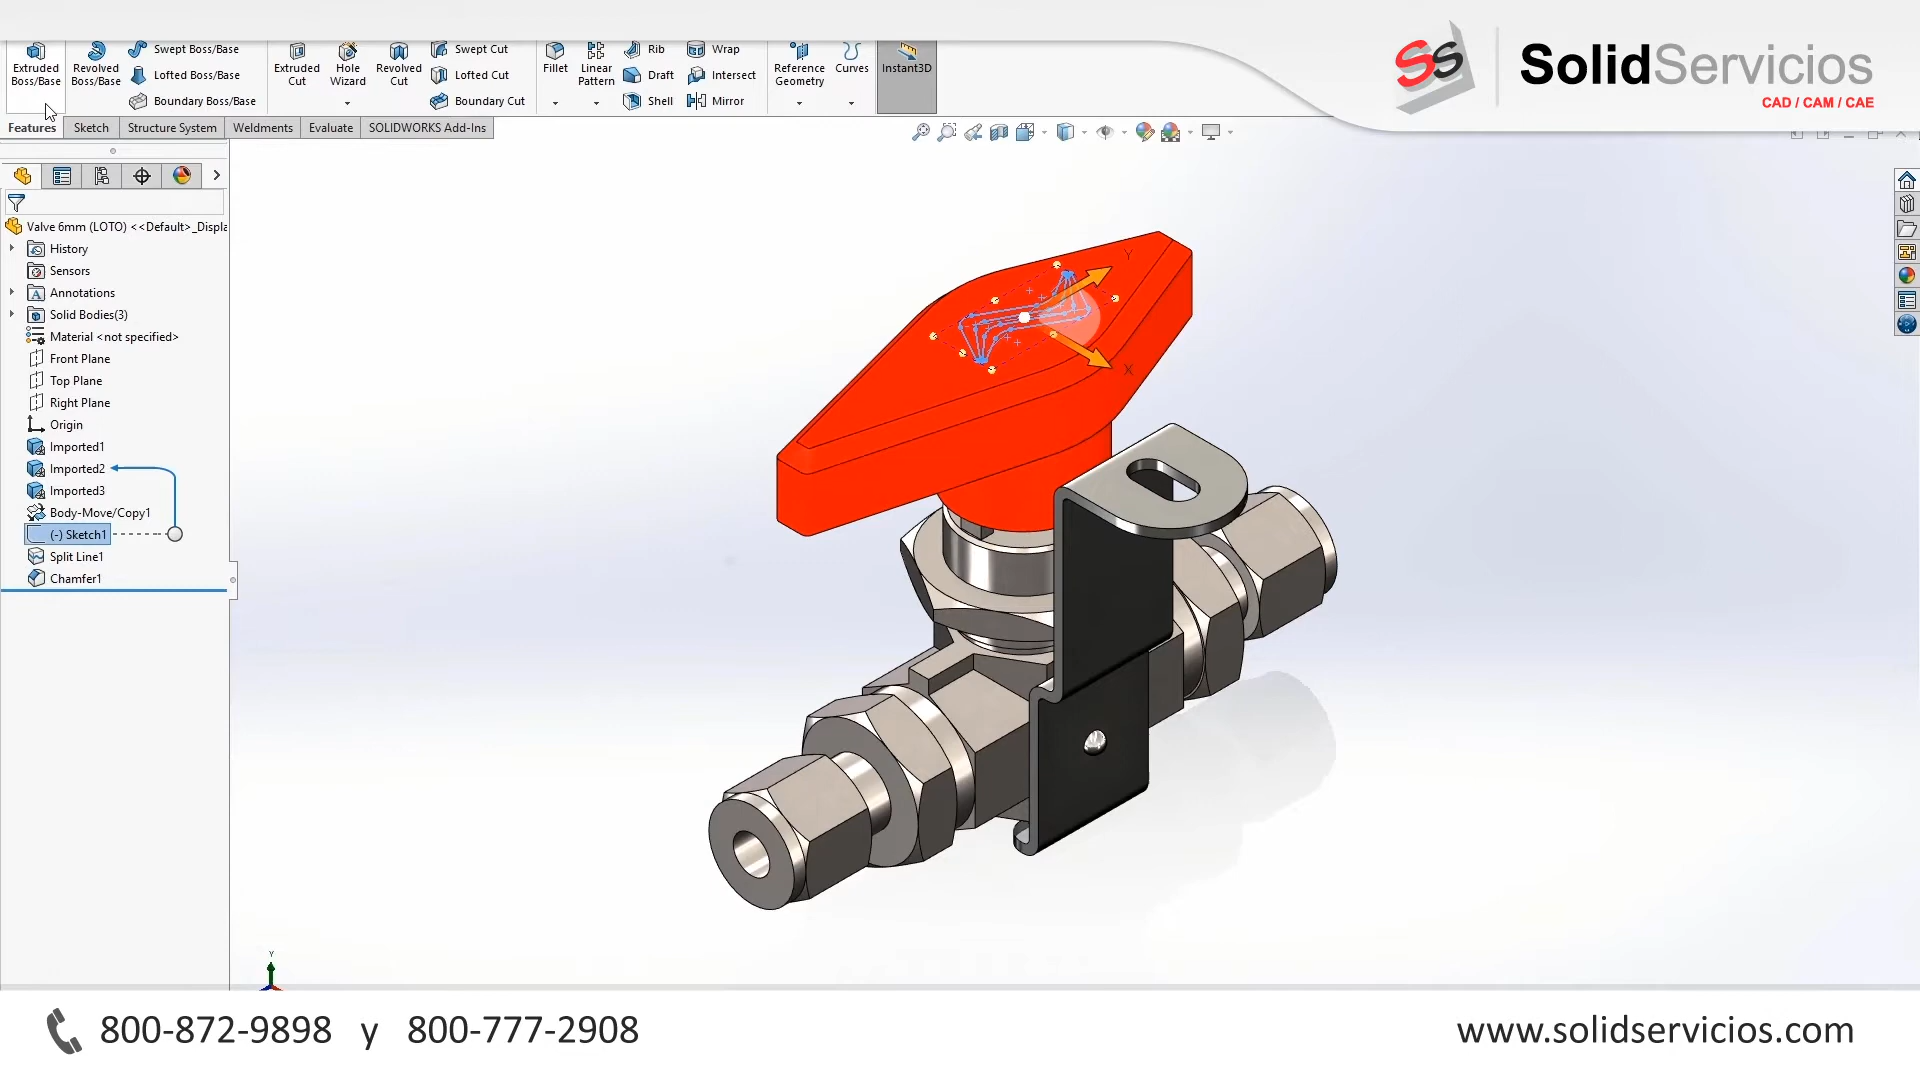 Extruded Boss/Base
Revolved Boss/Base
Swept Boss/Base
Lofted Boss/Base
Boundary Boss/Base
Extruded Cut
Hole Wizard
Revolved Cut
Swept Cut
Lofted Cut
Boundary Cut
Fillet
Linear Pattern
Rib
Draft
Shell
Wrap
Intersect
Mirror
Reference Geometry
Curves
Instant3D
SS
SolidServicios
CAD / CAM / CAE
Features
Sketch
Structure System
Weldments
Evaluate
SOLIDWORKS Add-Ins
Valve 6mm (LOTO) <<Default>_Displa
History
Sensors
Annotations
Solid Bodies(3)
Material <not specified>
Front Plane
Top Plane
Right Plane
Origin
Imported1
Imported2
Imported3
Body-Move/Copy1
(-) Sketch1
Split Line1
Chamfer1
Y
X
Y
800-872-9898 y 800-777-2908
www.solidservicios.com